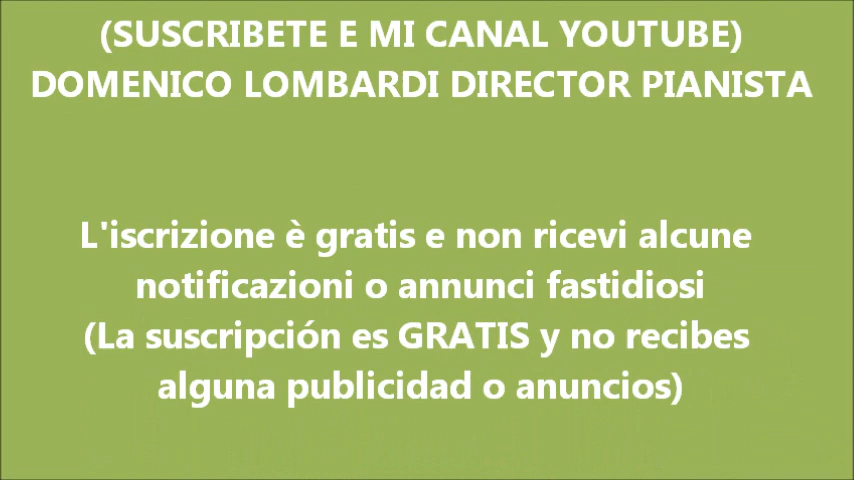 (SUSCRIBETE E MI CANAL YOUTUBE)
DOMENICO LOMBARDI DIRECTOR PIANISTA
L'iscrizione è gratis e non ricevi alcune
notificazioni o annunci fastidiosi
(La suscripción es GRATIS y no recibes
alguna publicidad o anuncios)